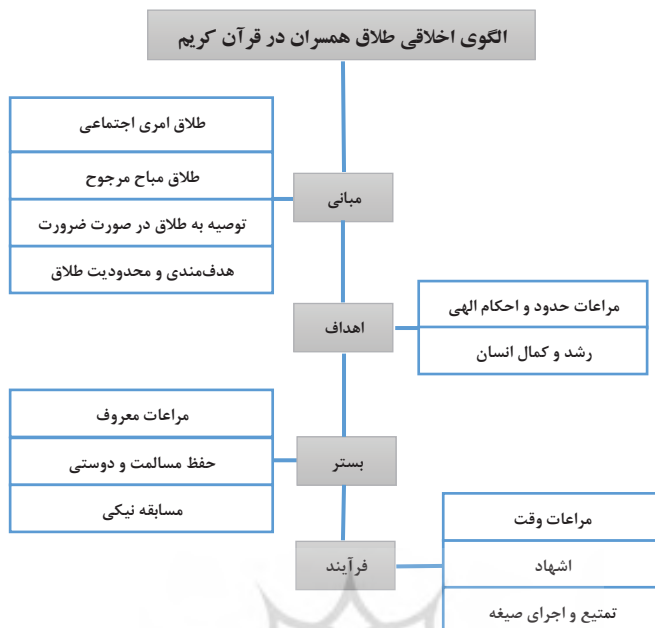 الگوی اخلاقی طلاق همسران در قرآن کریم
مبانی
طلاق امری اجتماعی
طلاق مباح مرجوح
توصیه به طلاق در صورت ضرورت
هدف‌مندی و محدودیت طلاق
اهداف
مراعات حدود و احکام الهی
رشد و کمال انسان
بستر
مراعات معروف
حفظ مسالمت و دوستی
مسابقه نیکی
فرآیند
مراعات وقت
اشهاد
تمتیع و اجرای صیغه